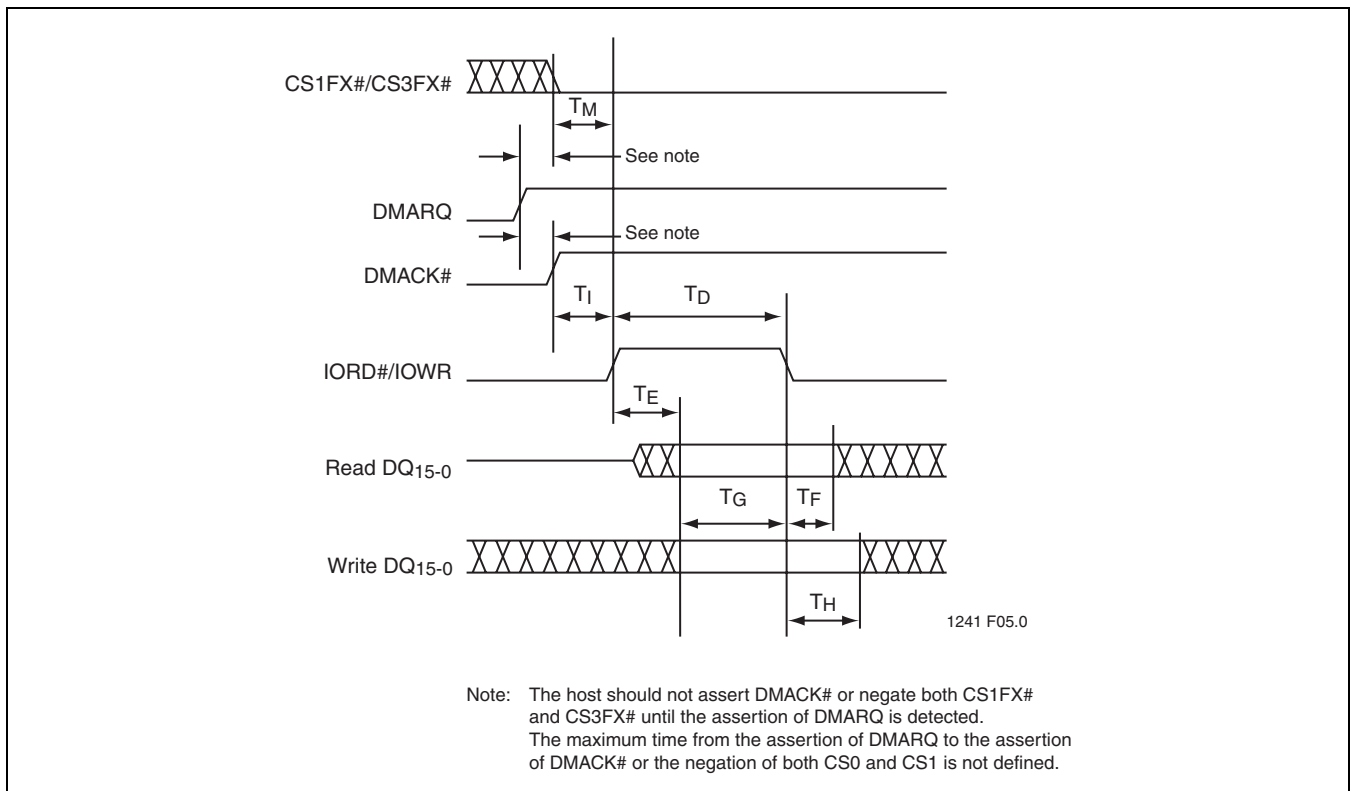 CS1FX#/CS3FX#
TM
See note
DMARQ
See note
DMACK#
TI
TD
IORD#/IOWR
TE
Read DQ15-0
TG
TF
Write DQ15-0
TH
1241 F05.0
Note: The host should not assert DMACK# or negate both CS1FX#
and CS3FX# until the assertion of DMARQ is detected.
The maximum time from the assertion of DMARQ to the assertion
of DMACK# or the negation of both CS0 and CS1 is not defined.